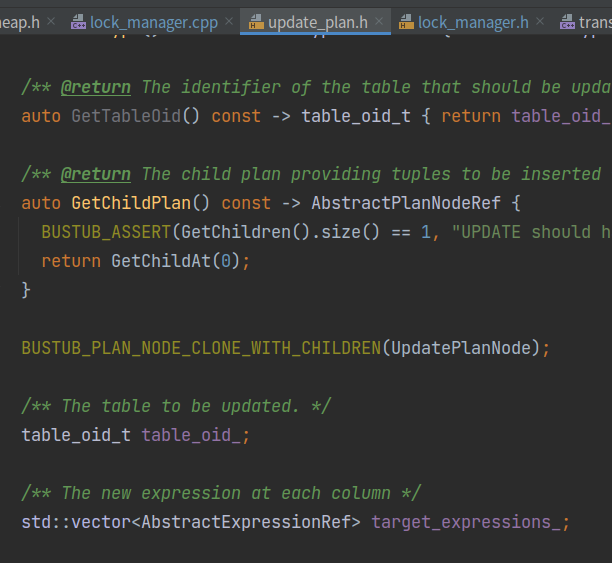 heap.h × lock_manager.cpp × update_plan.h × lock_manager.h × trans
/** @return The identifier of the table that should be upda
auto GetTableOid() const -> table_oid_t { return table_oid_
/** @return The child plan providing tuples to be inserted
auto GetChildPlan() const -> AbstractPlanNodeRef {
BUSTUB_ASSERT(GetChildren().size() == 1, "UPDATE should h
return GetChildAt(0);
}
BUSTUB_PLAN_NODE_CLONE_WITH_CHILDREN(UpdatePlanNode);
/** The table to be updated. */
table_oid_t table_oid_;
/** The new expression at each column */
std::vector<AbstractExpressionRef> target_expressions_;